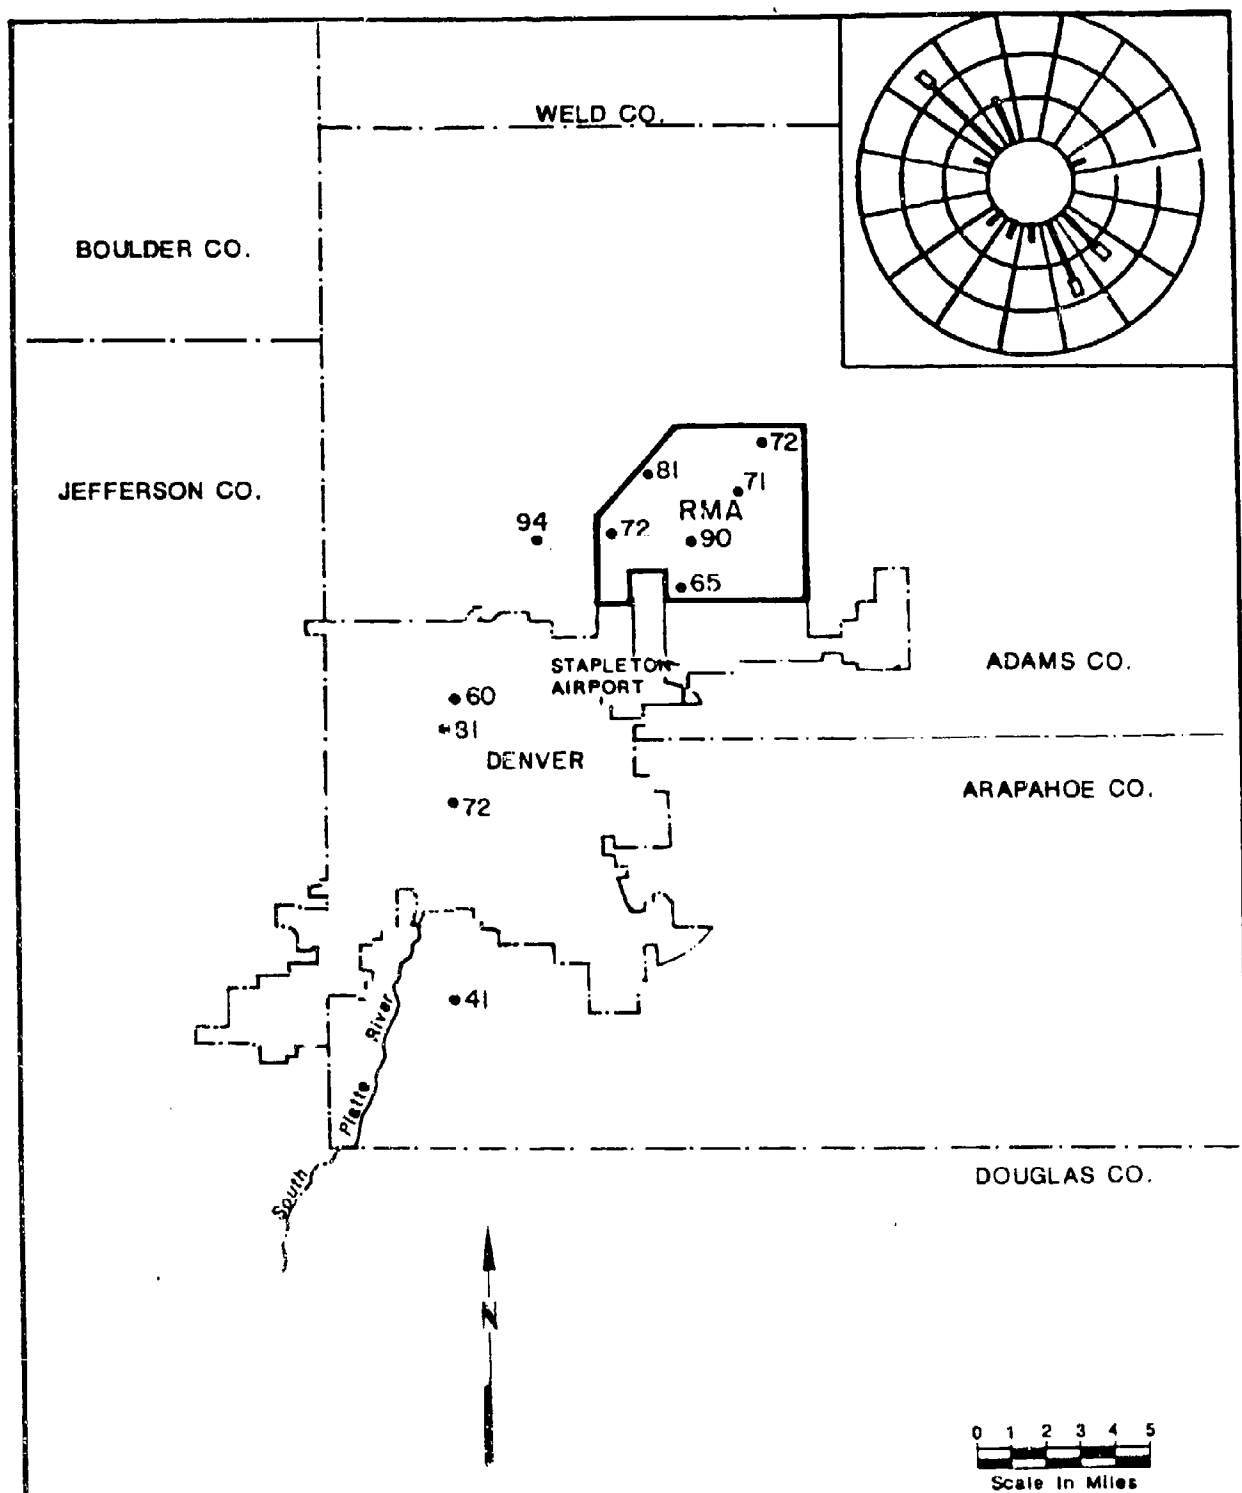 WELD CO.
BOULDER CO.
JEFFERSON CO.
72
81
71
RMA
94
72
90
65
STAPLETON
AIRPORT
ADAMS CO.
60
81
DENVER
ARAPAHOE CO.
72
41
South Platte River
DOUGLAS CO.
N
0 1 2 3 4 5
Scale In Miles